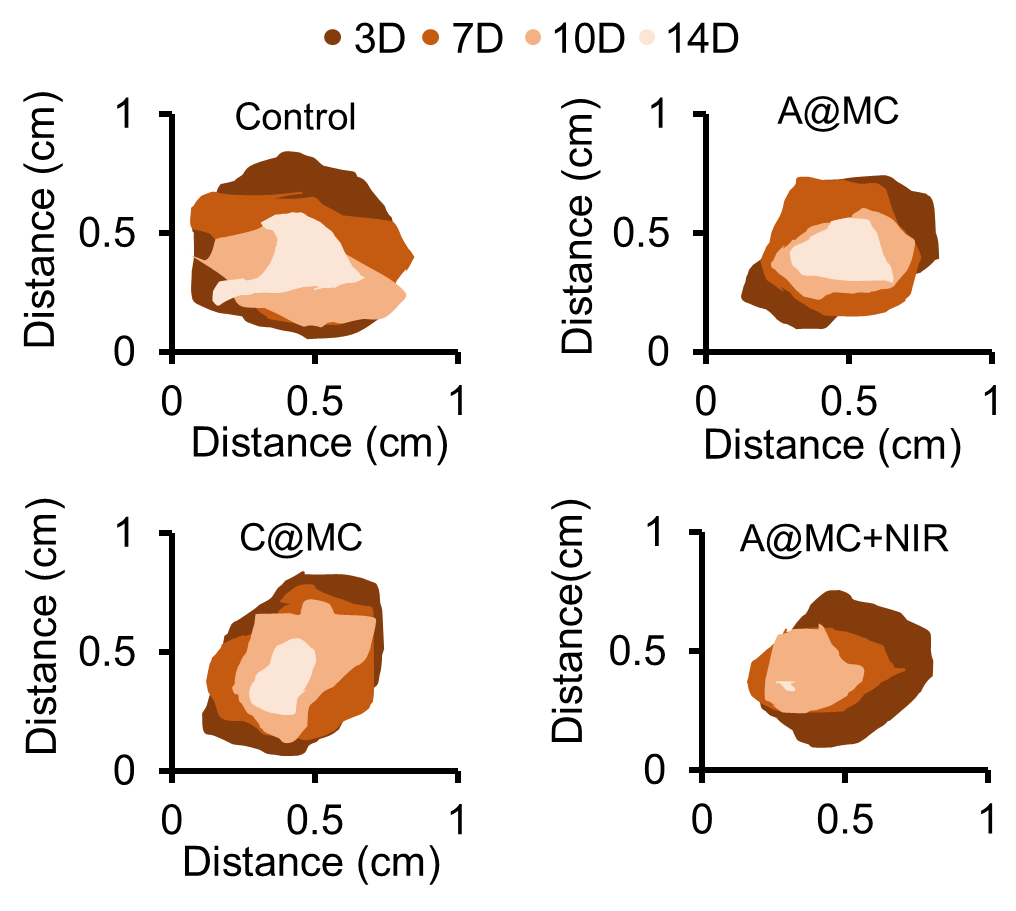 3D 7D 10D 14D
Control
Distance (cm)
1
0.5
0
0 0.5 1
Distance (cm)
A@MC
Distance (cm)
1
0.5
0
0 0.5 1
Distance (cm)
C@MC
Distance (cm)
1
0.5
0
0 0.5 1
Distance (cm)
A@MC+NIR
Distance(cm)
1
0.5
0
0 0.5 1